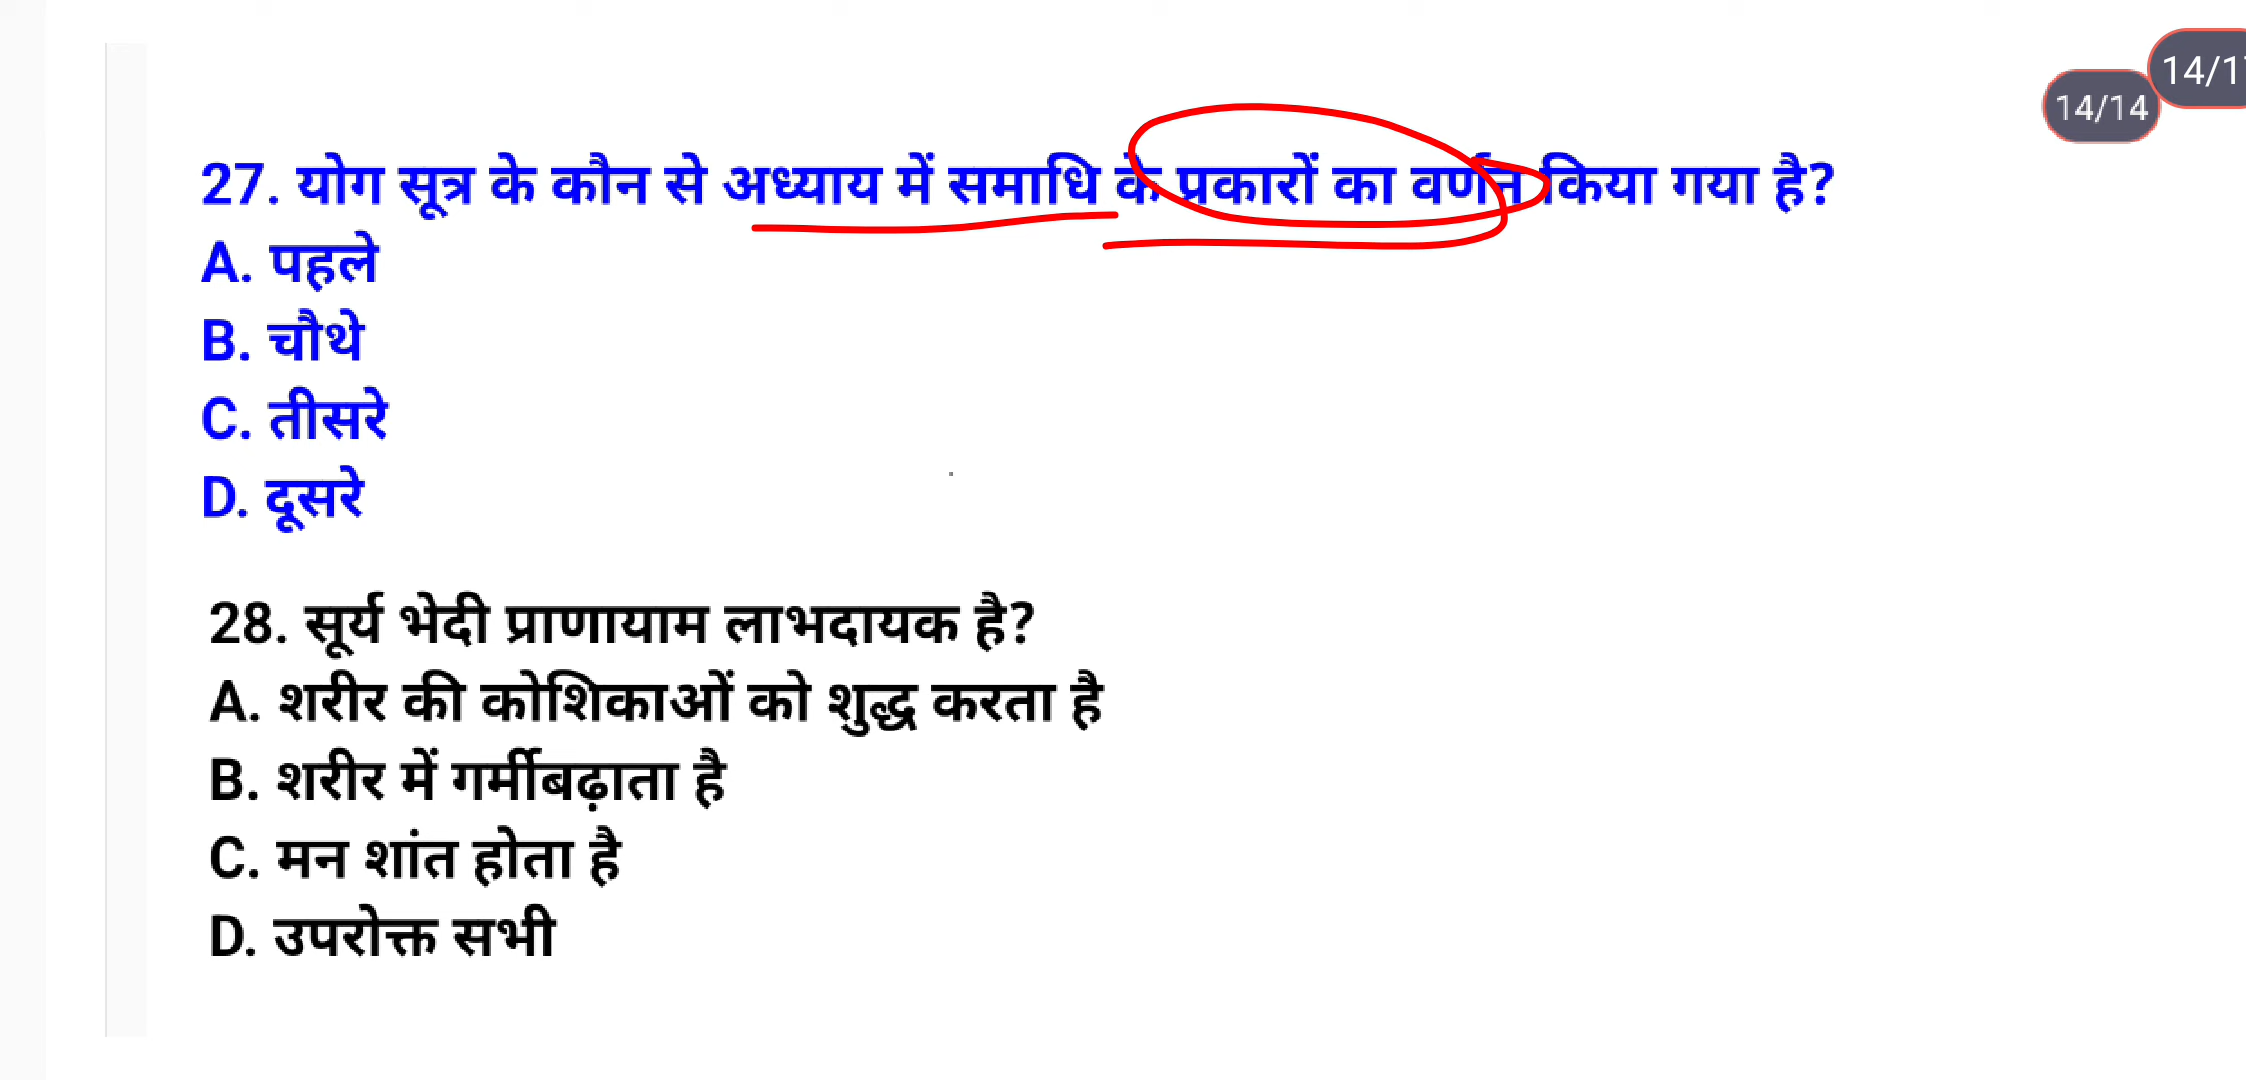 14/1
14/14
27. योग सूत्र के कौन से अध्याय में समाधि के प्रकारों का वर्णन किया गया है?
A. पहले
B. चौथे
C. तीसरे
D. दूसरे
28. सूर्य भेदी प्राणायाम लाभदायक है?
A. शरीर की कोशिकाओं को शुद्ध करता है
B. शरीर में गर्मीबढ़ाता है
C. मन शांत होता है
D. उपरोक्त सभी